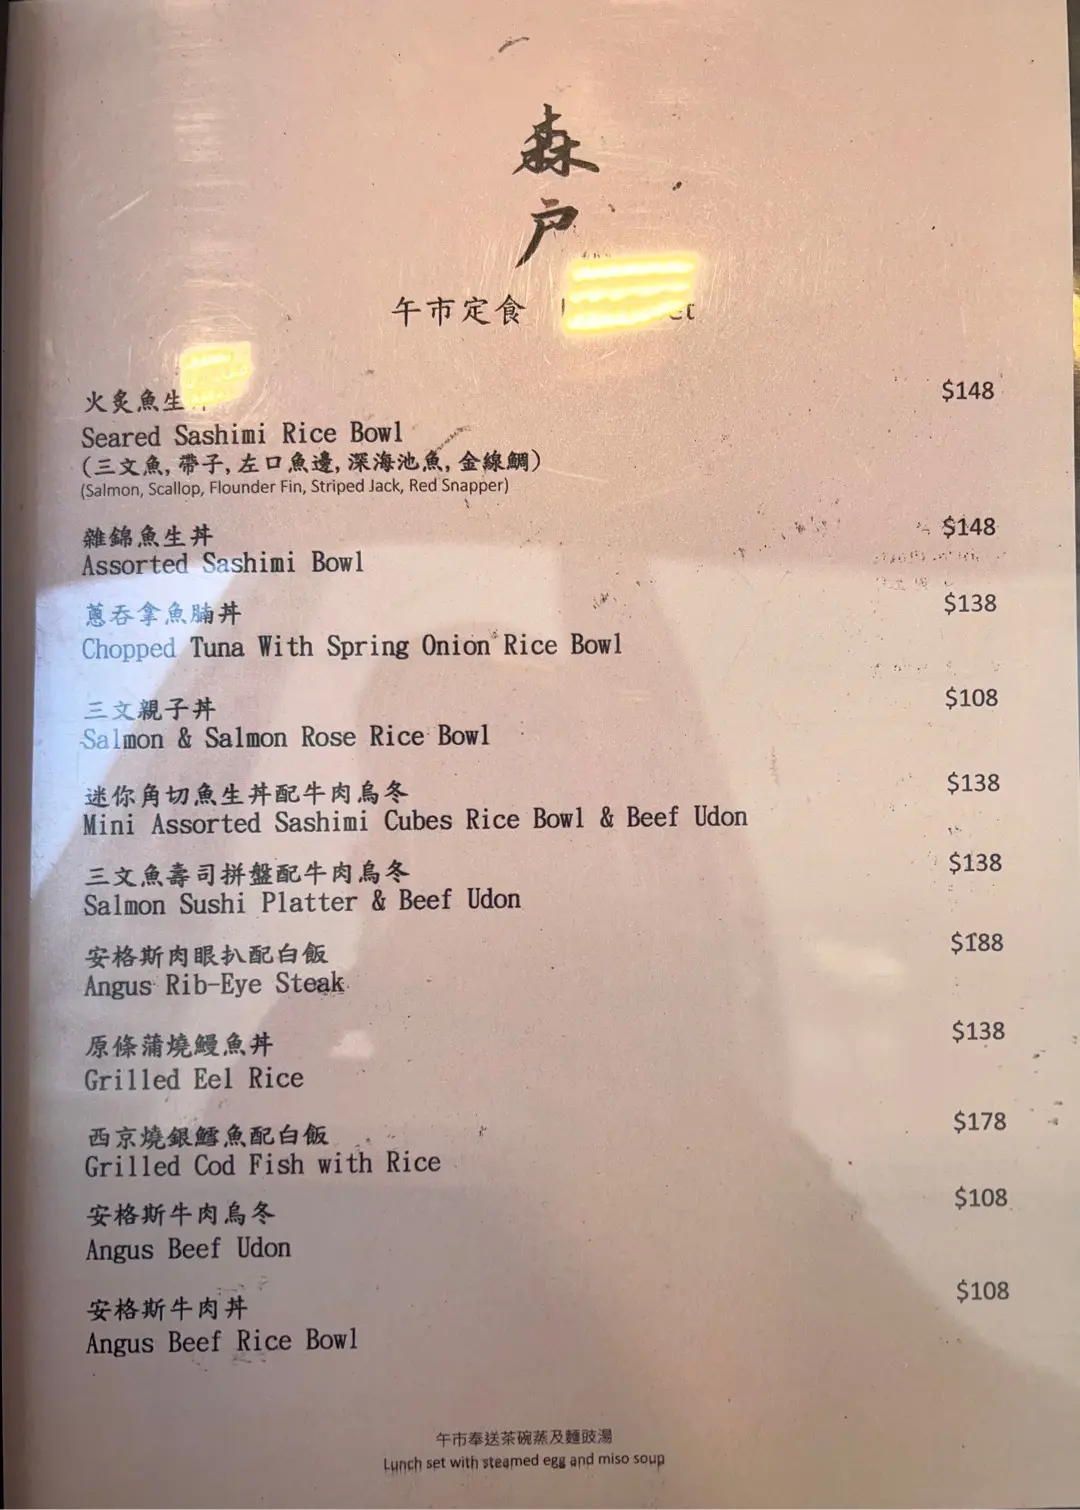 森
戸
午市定食
火炙魚生 $148
Seared Sashimi Rice Bowl
(三文魚, 帶子, 左口魚邊, 深海池魚, 金線鯛)
(Salmon, Scallop, Flounder Fin, Striped Jack, Red Snapper)
雜錦魚生丼 $148
Assorted Sashimi Bowl
蔥吞拿魚腩丼 $138
Chopped Tuna With Spring Onion Rice Bowl
三文親子丼 $108
Salmon & Salmon Rose Rice Bowl
迷你角切魚生丼配牛肉烏冬 $138
Mini Assorted Sashimi Cubes Rice Bowl & Beef Udon
三文魚壽司拼盤配牛肉烏冬 $138
Salmon Sushi Platter & Beef Udon
安格斯肉眼扒配白飯 $188
Angus Rib-Eye Steak
原條蒲燒鰻魚丼 $138
Grilled Eel Rice
西京燒銀鱈魚配白飯 $178
Grilled Cod Fish with Rice
安格斯牛肉烏冬 $108
Angus Beef Udon
安格斯牛肉丼 $108
Angus Beef Rice Bowl
午市奉送茶碗蒸及麵豉湯
Lunch set with steamed egg and miso soup